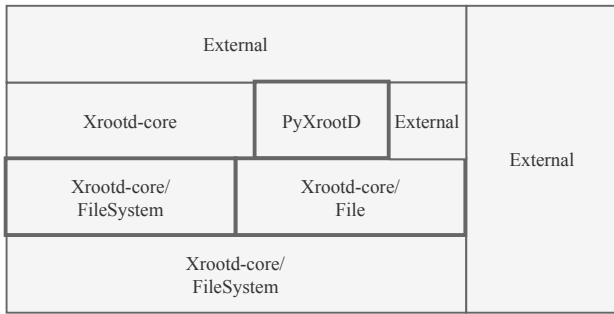 External
Xrootd-core
PyXrootD
External
External
Xrootd-core/
FileSystem
Xrootd-core/
File
Xrootd-core/
FileSystem